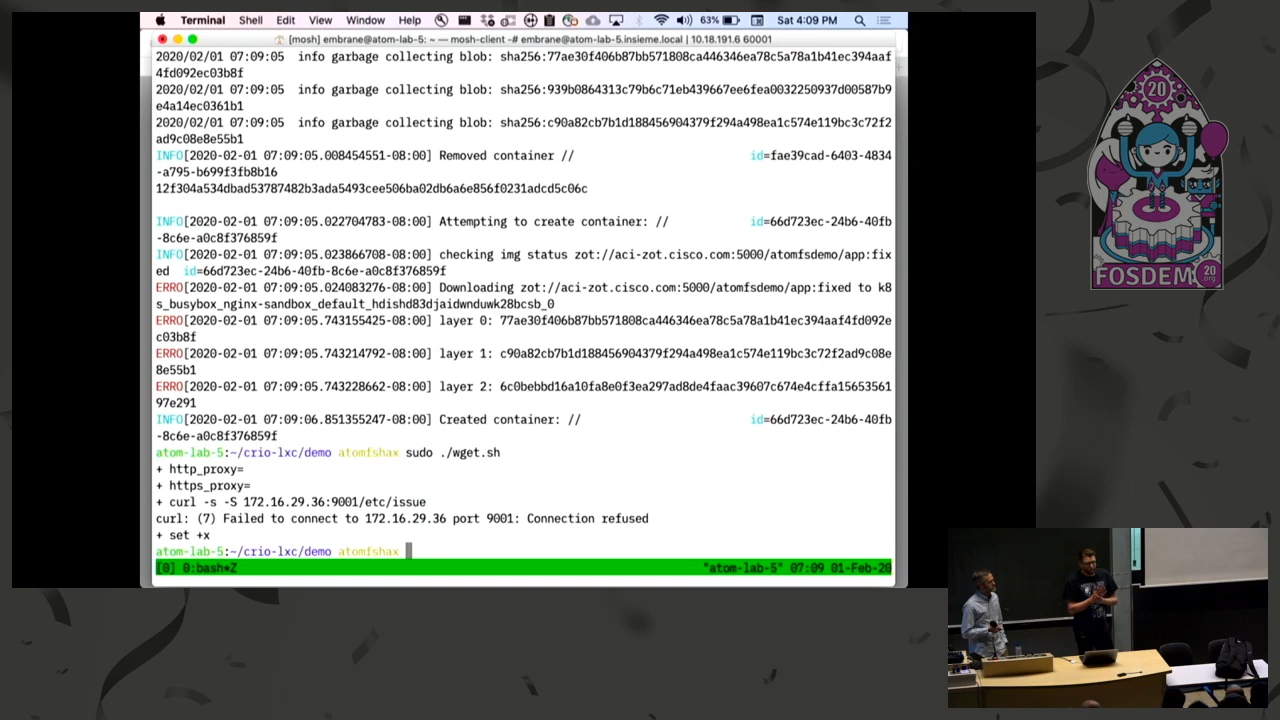 Terminal Shell Edit View Window Help 63% Sat 4:09 PM
[mosh] embrane@atom-lab-5: ~ — mosh-client -# embrane@atom-lab-5.insieme.local | 10.18.191.6 60001
2020/02/01 07:09:05  info garbage collecting blob: sha256:77ae30f406b87bb571808ca446346ea78c5a78a1b41ec394aaf
4fd092ec03b8f
2020/02/01 07:09:05  info garbage collecting blob: sha256:939b0864313c79b6c71eb439667ee6fea0032250937d00587b9
e4a14ec0361b1
2020/02/01 07:09:05  info garbage collecting blob: sha256:c90a82cb7b1d188456904379f294a498ea1c574e119bc3c72f2
ad9c08e8e55b1
INFO[2020-02-01 07:09:05.008454551-08:00] Removed container // id=fae39cad-6403-4834
-a795-b699f3fb8b16
12f304a534dbad53787482b3ada5493cee506ba02db6a6e856f0231adcd5c06c
INFO[2020-02-01 07:09:05.022704783-08:00] Attempting to create container: // id=66d723ec-24b6-40fb
-8c6e-a0c8f376859f
INFO[2020-02-01 07:09:05.023866708-08:00] checking img status zot://aci-zot.cisco.com:5000/atomfsdemo/app:fix
ed  id=66d723ec-24b6-40fb-8c6e-a0c8f376859f
ERRO[2020-02-01 07:09:05.024083276-08:00] Downloading zot://aci-zot.cisco.com:5000/atomfsdemo/app:fixed to k8
s_busybox_nginx-sandbox_default_hdishd83djaidwnduwk28bcsb_0
ERRO[2020-02-01 07:09:05.743155425-08:00] layer 0: 77ae30f406b87bb571808ca446346ea78c5a78a1b41ec394aaf4fd092e
c03b8f
ERRO[2020-02-01 07:09:05.743214792-08:00] layer 1: c90a82cb7b1d188456904379f294a498ea1c574e119bc3c72f2ad9c08e
8e55b1
ERRO[2020-02-01 07:09:05.743228662-08:00] layer 2: 6c0bebbd16a10fa8e0f3ea297ad8de4faac39607c674e4cffa15653561
97e291
INFO[2020-02-01 07:09:06.851355247-08:00] Created container: // id=66d723ec-24b6-40fb
-8c6e-a0c8f376859f
atom-lab-5:~/crio-lxc/demo atomfshax sudo ./wget.sh
+ http_proxy=
+ https_proxy=
+ curl -s -S 172.16.29.36:9001/etc/issue
curl: (7) Failed to connect to 172.16.29.36 port 9001: Connection refused
+ set +x
atom-lab-5:~/crio-lxc/demo atomfshax
[0] 0:bash*Z "atom-lab-5" 07:09 01-Feb-20
20
FOSDEM 20
.org